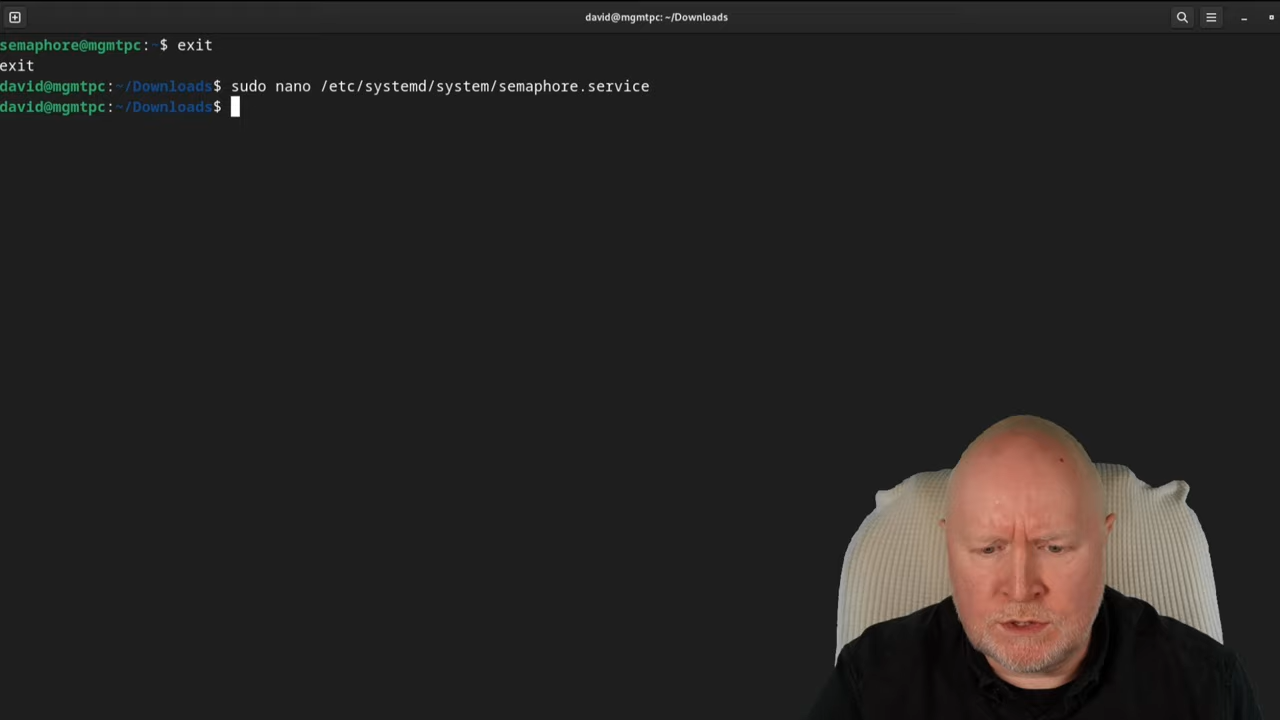 david@mgmtpc: ~/Downloads
semaphore@mgmtpc:~$ exit
exit
david@mgmtpc:~/Downloads$ sudo nano /etc/systemd/system/semaphore.service
david@mgmtpc:~/Downloads$